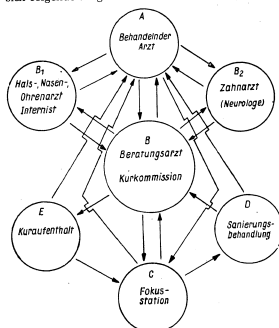 A
Behandelnder
Arzt
B1
Hals-, Nasen-,
Ohrenarzt
Internist
B2
Zahnarzt
(Neurologe)
B
Beratungsarzt
Kurkommission
E
Kuraufenthalt
D
Sanierungs-
behandlung
C
Fokus-
station